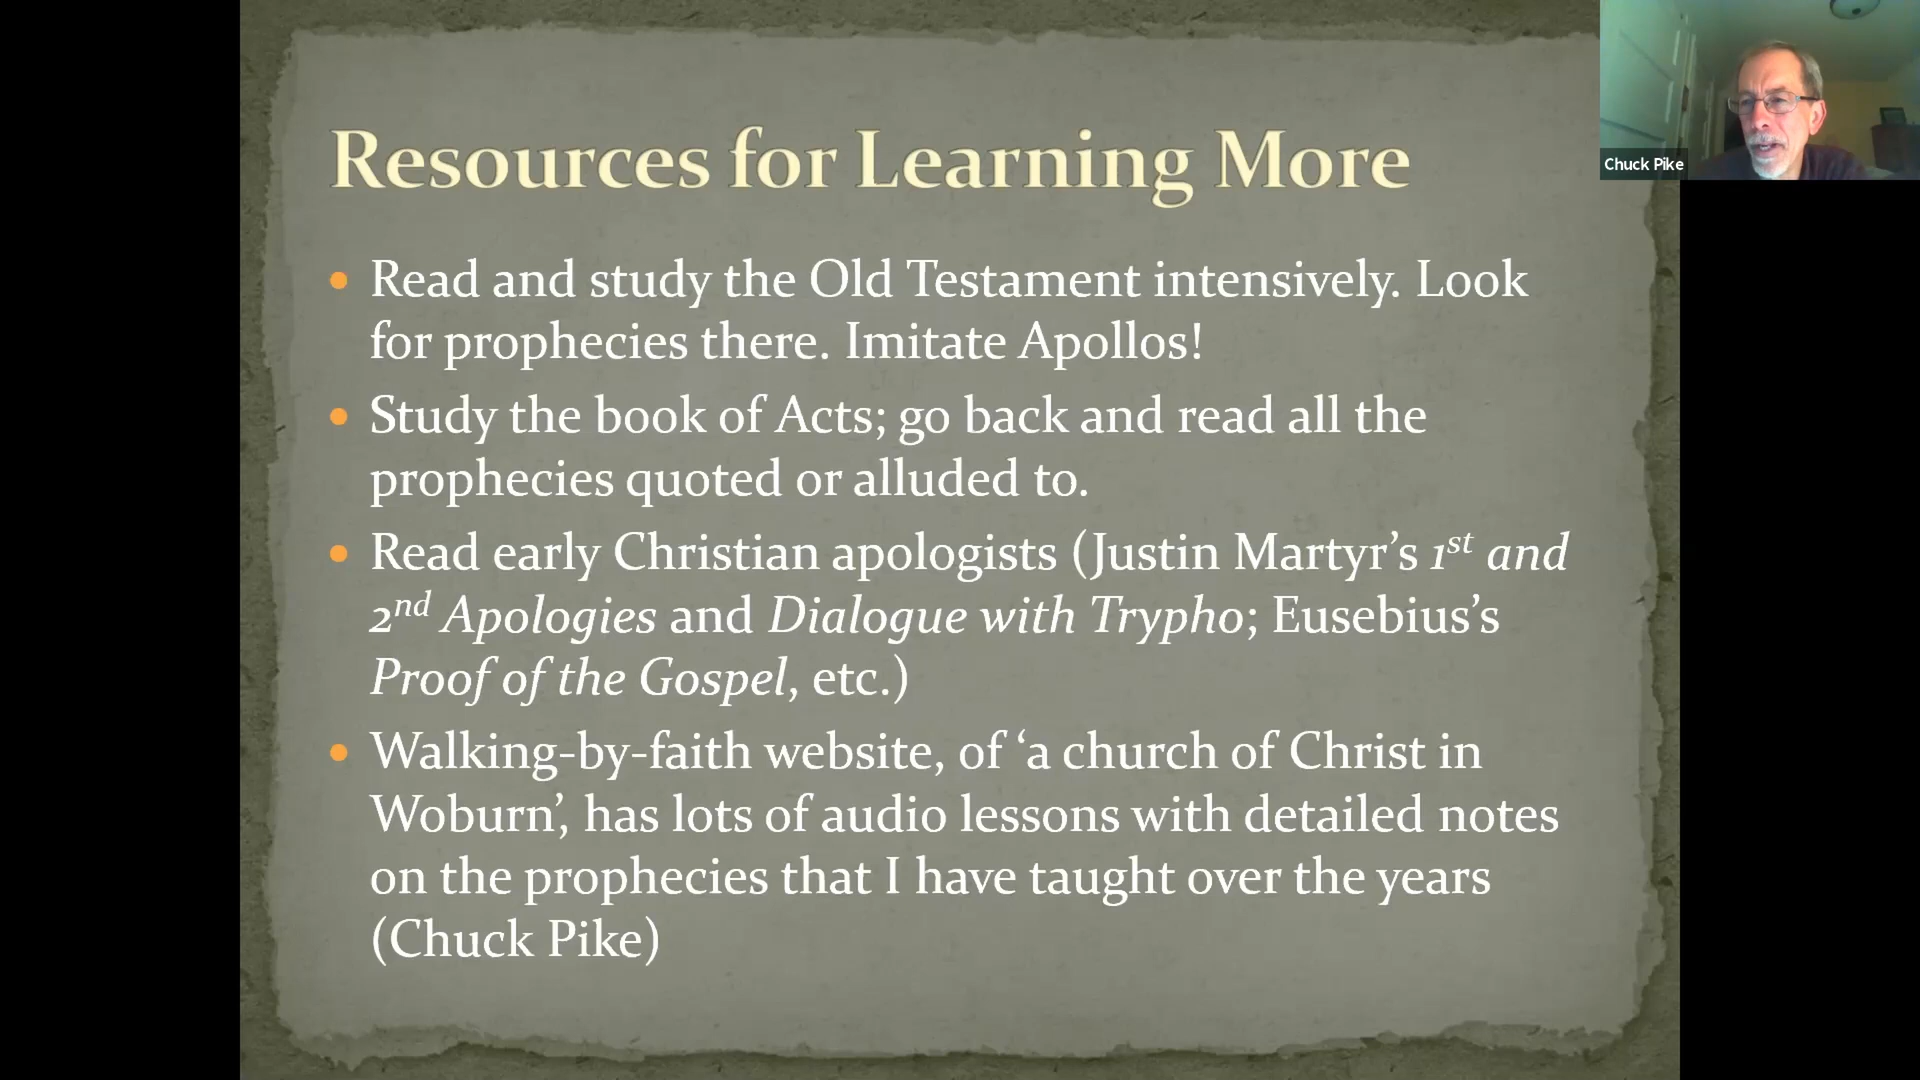 Resources for Learning More
Chuck Pike
Read and study the Old Testament intensively. Look
for prophecies there. Imitate Apollos!
Study the book of Acts; go back and read all the
prophecies quoted or alluded to.
Read early Christian apologists (Justin Martyr’s 1st and
2nd Apologies and Dialogue with Trypho; Eusebius’s
Proof of the Gospel, etc.)
Walking-by-faith website, of ‘a church of Christ in
Woburn’, has lots of audio lessons with detailed notes
on the prophecies that I have taught over the years
(Chuck Pike)